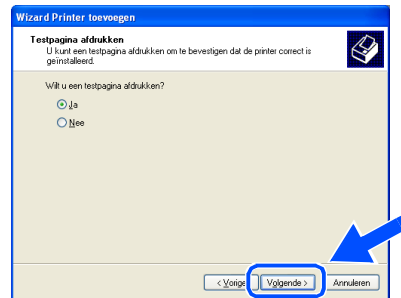 Wizard Printer toevoegen
Testpagina afdrukken
U kunt een testpagina afdrukken om te bevestigen dat de printer correct is
geïnstalleerd.
Wilt u een testpagina afdrukken?
Ja
Nee
< Vorige
Volgende >
Annuleren